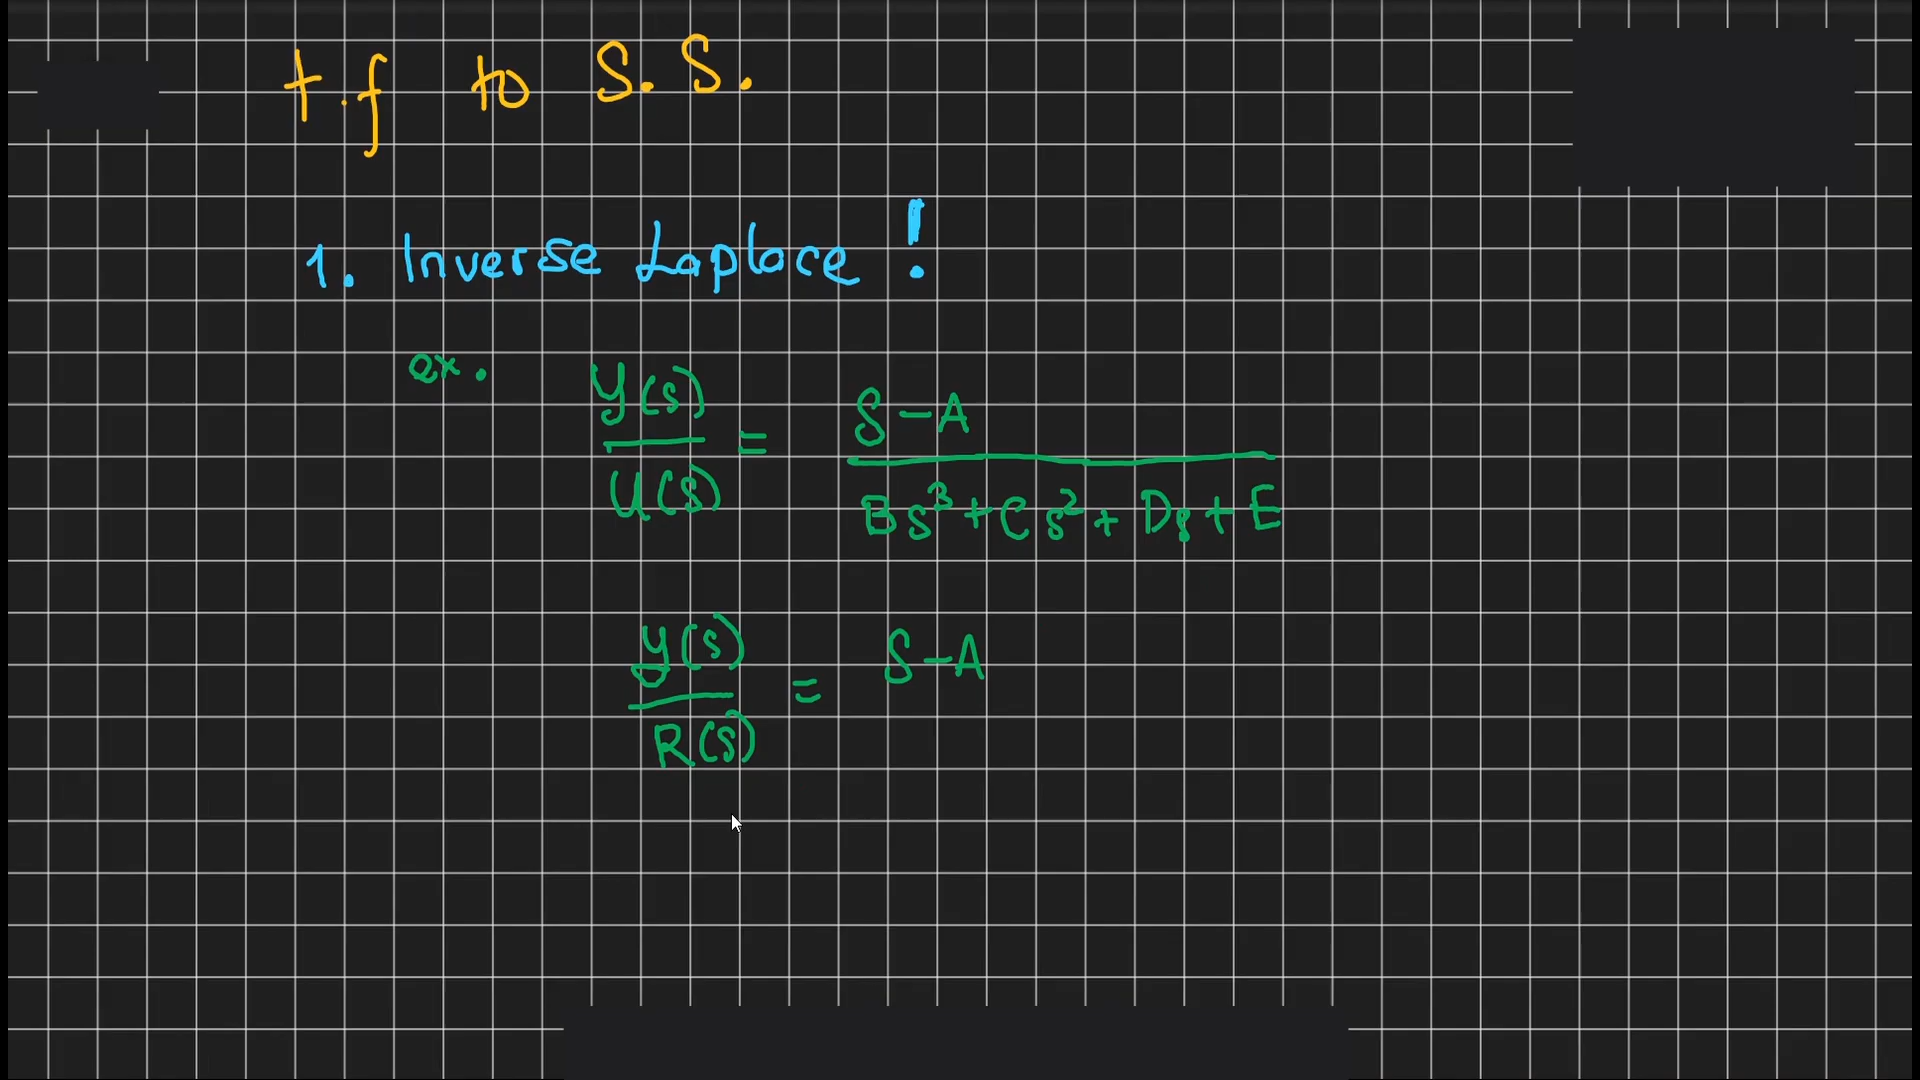 t.f to S.S.
1. Inverse Laplace !
ex. Y(s)/U(s) = S-A / Bs³+Cs²+Ds+E
y(s)/R(s) = S-A